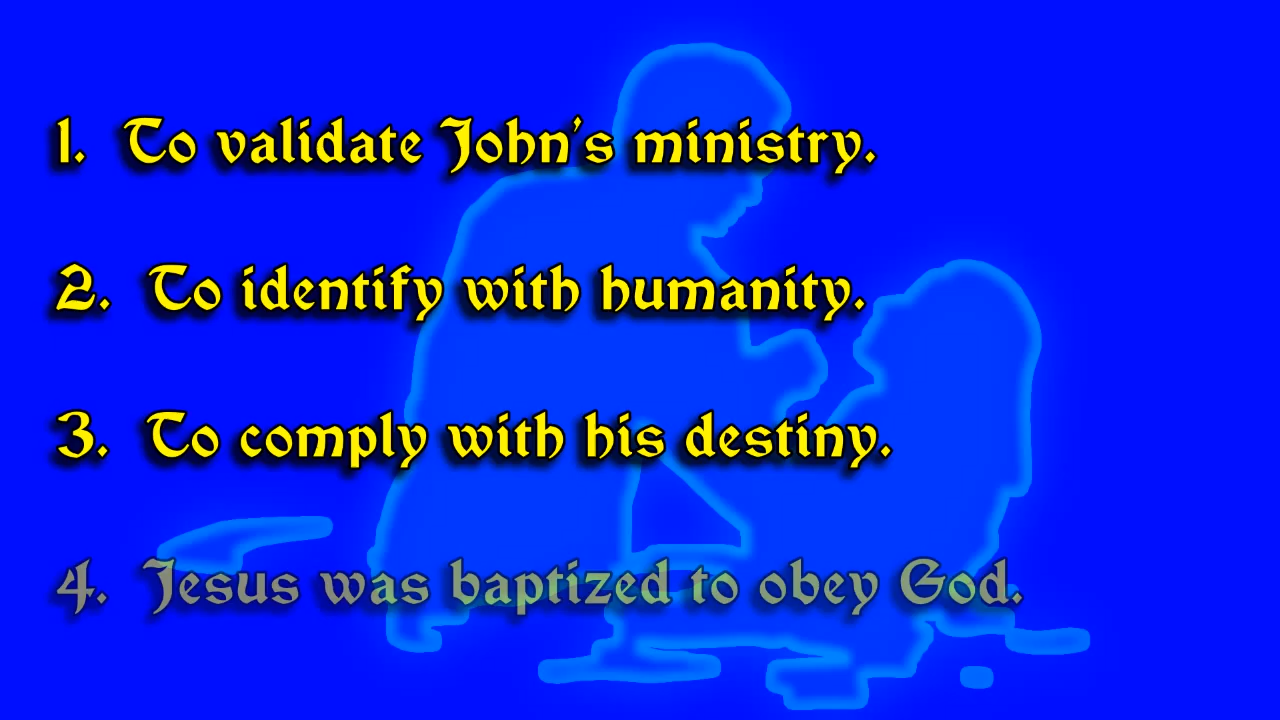 1. To validate John's ministry.
2. To identify with humanity.
3. To comply with his destiny.
4. Jesus was baptized to obey God.